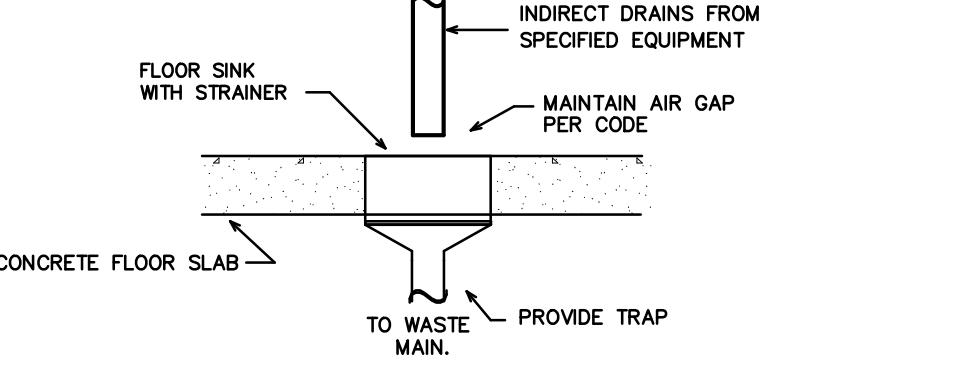 INDIRECT DRAINS FROM
SPECIFIED EQUIPMENT
FLOOR SINK
WITH STRAINER
MAINTAIN AIR GAP
PER CODE
CONCRETE FLOOR SLAB
PROVIDE TRAP
TO WASTE
MAIN.